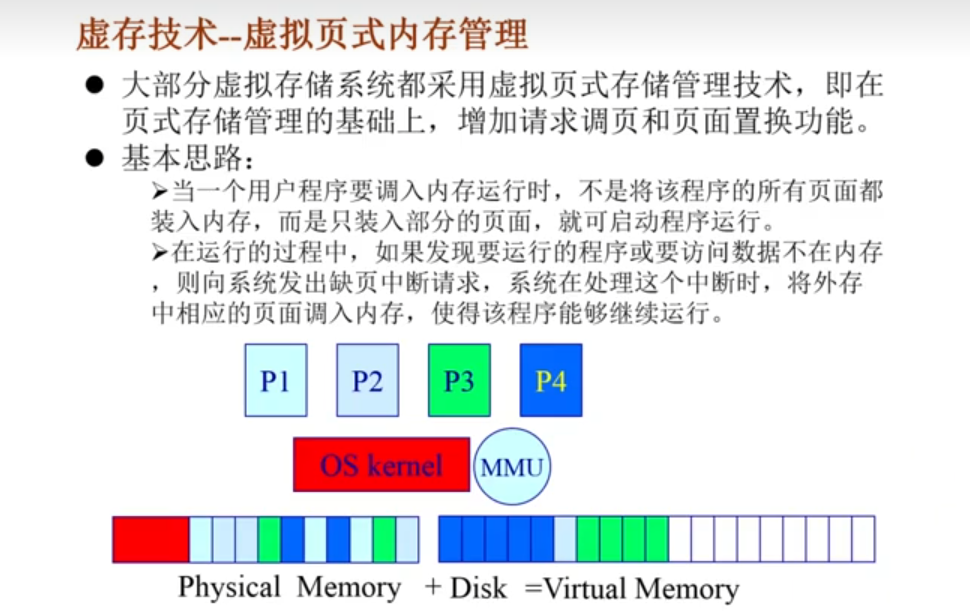 虚存技术--虚拟页式内存管理
● 大部分虚拟存储系统都采用虚拟页式存储管理技术，即在
页式存储管理的基础上，增加请求调页和页面置换功能。
● 基本思路：
➢当一个用户程序要调入内存运行时，不是将该程序的所有页面都
装入内存，而是只装入部分的页面，就可启动程序运行。
➢在运行的过程中，如果发现要运行的程序或要访问数据不在内存
，则向系统发出缺页中断请求，系统在处理这个中断时，将外存
中相应的页面调入内存，使得该程序能够继续运行。
P1 P2 P3 P4
OS kernel MMU
Physical Memory + Disk =Virtual Memory